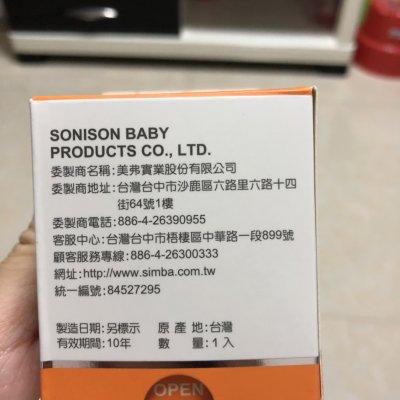 SONISON BABY
PRODUCTS CO., LTD.
委製商名稱:美弗實業股份有限公司
委製商地址:台灣台中市沙鹿區六路里六路十四
街64號1樓
委製商電話:886-4-26390955
客服中心:台灣台中市梧棲區中華路一段899號
顧客服務專線:886-4-26300333
網址:http://www.simba.com.tw
統一編號:84527295
製造日期:另標示 原產地:台灣
有效期間:10年 數量:1入
OPEN